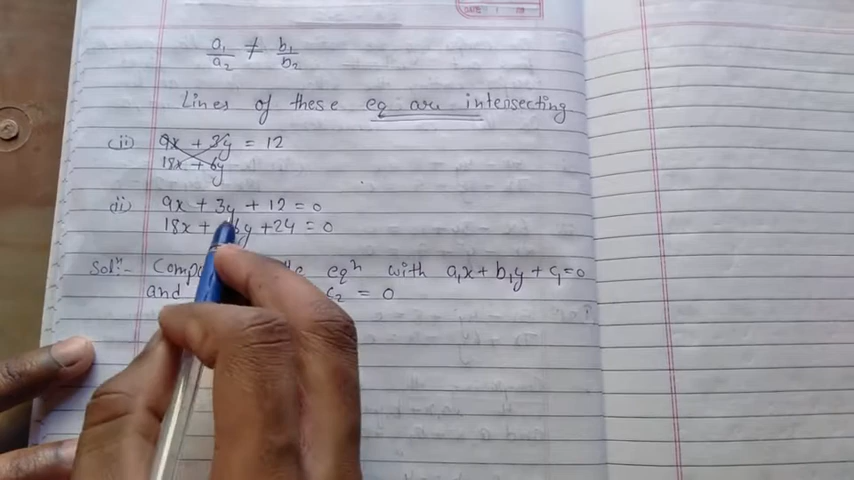 a₁/a₂ ≠ b₁/b₂
Lines of these eq are intersecting
(ii) 9x + 3y = 12
18x + 6y
(ii) 9x + 3y + 12 = 0
18x + 6y + 24 = 0
Solⁿ:- eqⁿ with a₁x + b₁y + c₁ = 0
and c₂ = 0